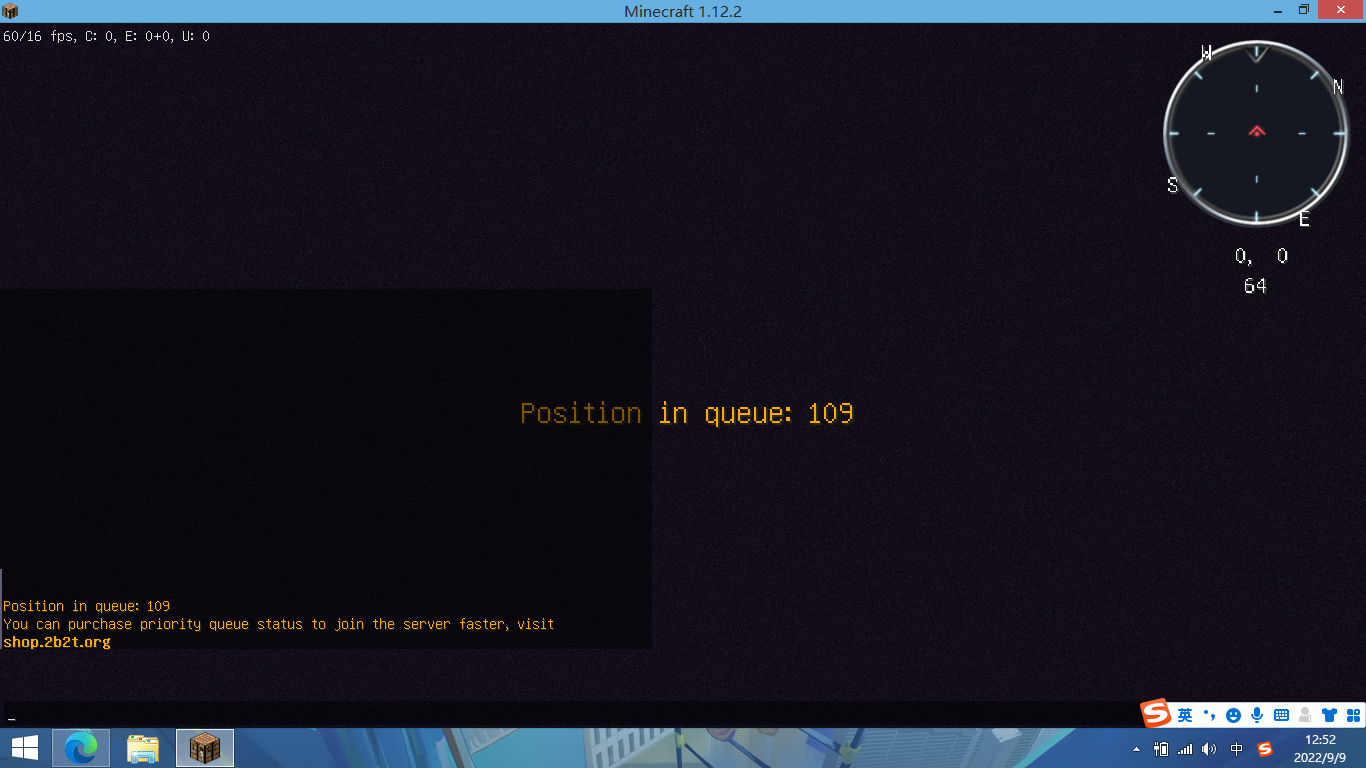 Minecraft 1.12.2
60/16 fps, C: 0, E: 0+0, U: 0
W
N
S
E
0, 0
64
Position in queue: 109
Position in queue: 109
You can purchase priority queue status to join the server faster, visit
shop.2b2t.org
_
英
中
12:52
2022/9/9